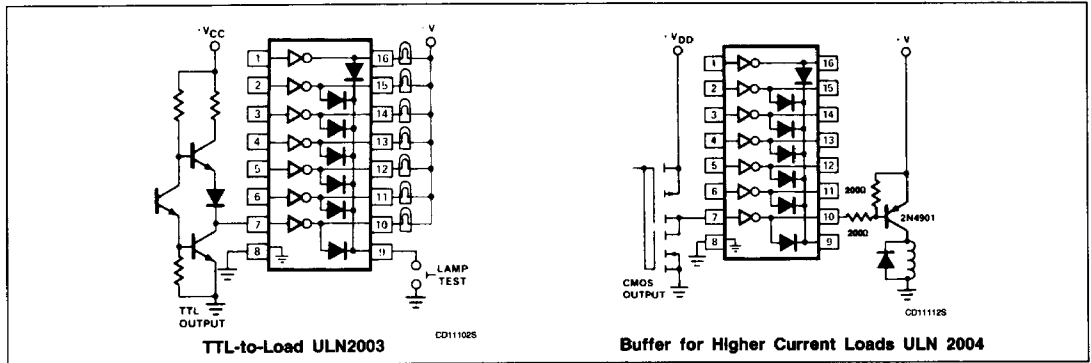 · VCC
1
2
3
4
5
6
7
8
16
15
14
13
12
11
10
9
· V
LAMP
TEST
TTL
OUTPUT
CD11102S
TTL-to-Load ULN2003
· VDD
1
2
3
4
5
6
7
8
16
15
14
13
12
11
10
9
· V
200Ω
200Ω
2N4901
CMOS
OUTPUT
CD11112S
Buffer for Higher Current Loads ULN 2004